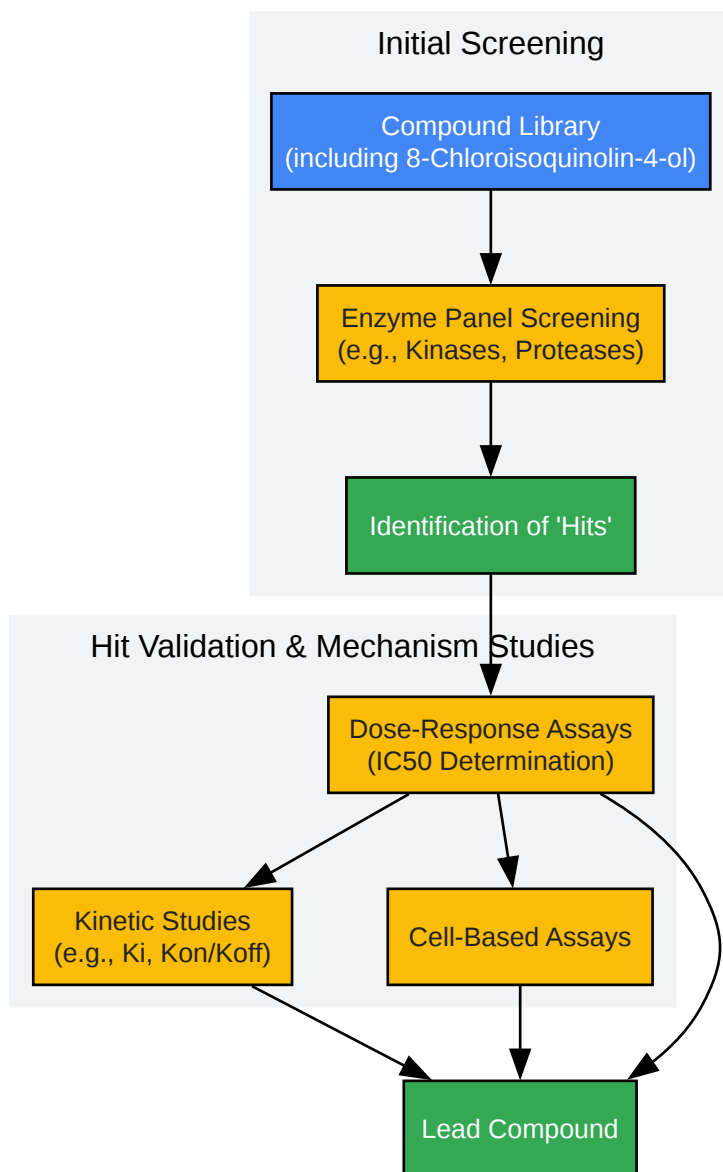 Initial Screening
Compound Library
(including 8-Chloroisoquinolin-4-ol)
Enzyme Panel Screening
(e.g., Kinases, Proteases)
Identification of 'Hits'
Hit Validation & Mechanism Studies
Dose-Response Assays
(IC50 Determination)
Kinetic Studies
(e.g., Ki, Kon/Koff)
Cell-Based Assays
Lead Compound